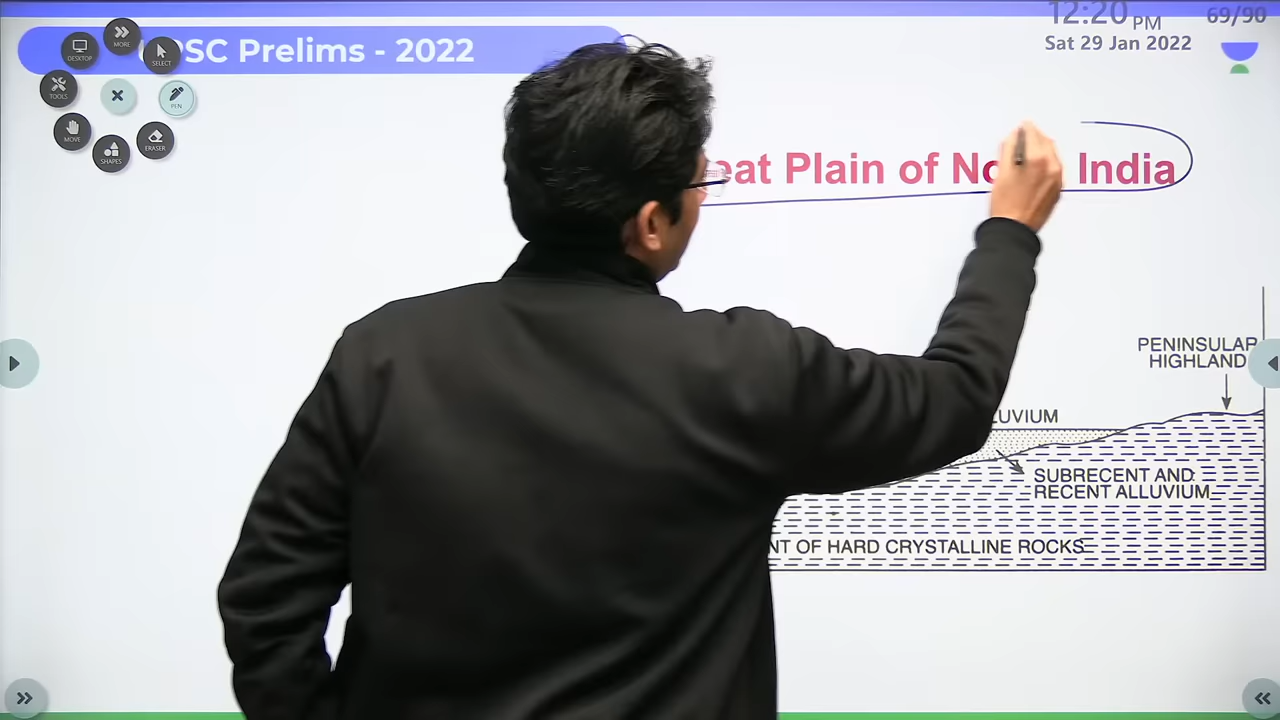 12:20 PM
69/90
Sat 29 Jan 2022
PSC Prelims - 2022
MORE
DESKTOP
SELECT
TOOLS
PEN
MOVE
ERASER
SHAPES
eat Plain of No India
PENINSULAR
HIGHLAND
LUVIUM
SUBRECENT AND
RECENT ALLUVIUM
NT OF HARD CRYSTALLINE ROCKS